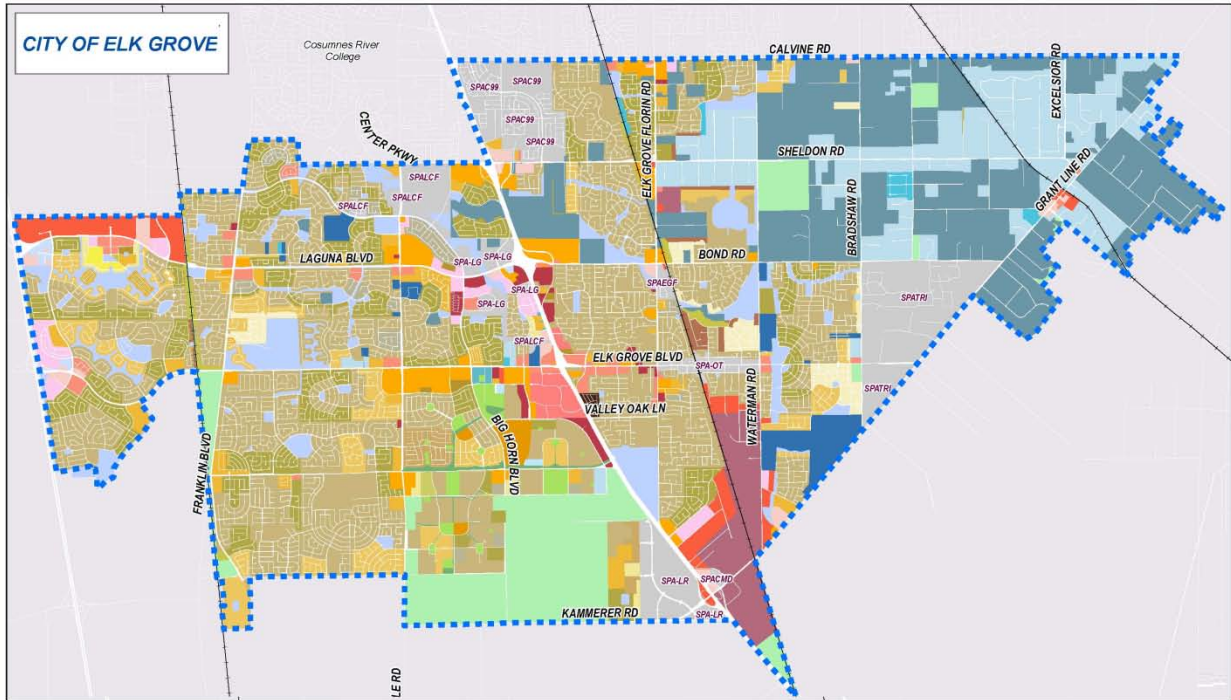 CITY OF ELK GROVE
Cosumnes River
College
CALVINE RD
EXCELSIOR RD
SPAC99
SPAC99
SPAC99
SPAC99
ELK GROVE FLORIN RD
CENTER PKWY
SHELDON RD
GRANT LINE RD
SPALCF
SPALCF
SPALCF
BRADSHAW RD
LAGUNA BLVD
SPA-LG
SPA-LG
BOND RD
SPA-LG
SPAEGF
SPATRI
SPA-LG
SPALCF
ELK GROVE BLVD
SPA-OT
SPATRI
VALLEY OAK LN
WATERMAN RD
BIG HORN BLVD
FRANKLIN BLVD
SPA-LR
SPACMD
KAMMERER RD
SPA-LR
LE RD